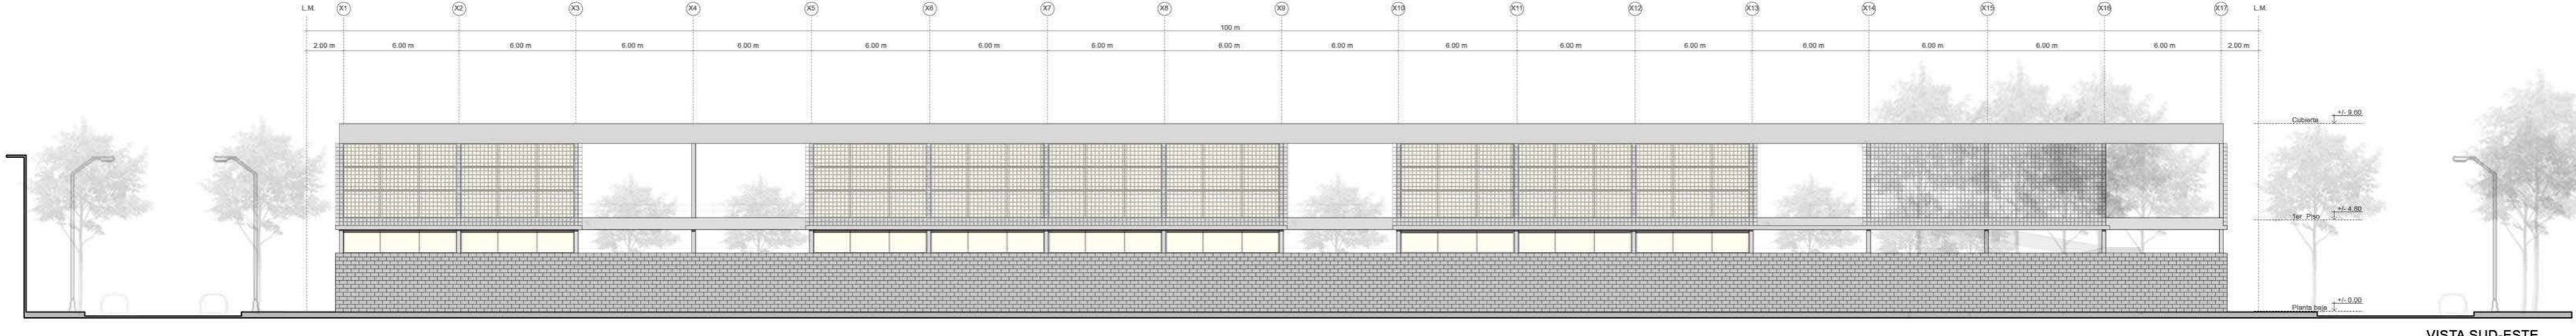 L.M. X1 X2 X3 X4 X5 X6 X7 X8 X9 X10 X11 X12 X13 X14 X15 X16 X17 L.M.
100 m
2.00 m 6.00 m 6.00 m 6.00 m 6.00 m 6.00 m 6.00 m 6.00 m 6.00 m 6.00 m 6.00 m 6.00 m 6.00 m 6.00 m 6.00 m 6.00 m 6.00 m 2.00 m
Cubierta +/- 9.60
1er. Piso +/- 4.80
Planta baja +/- 0.00
VISTA SUD-ESTE